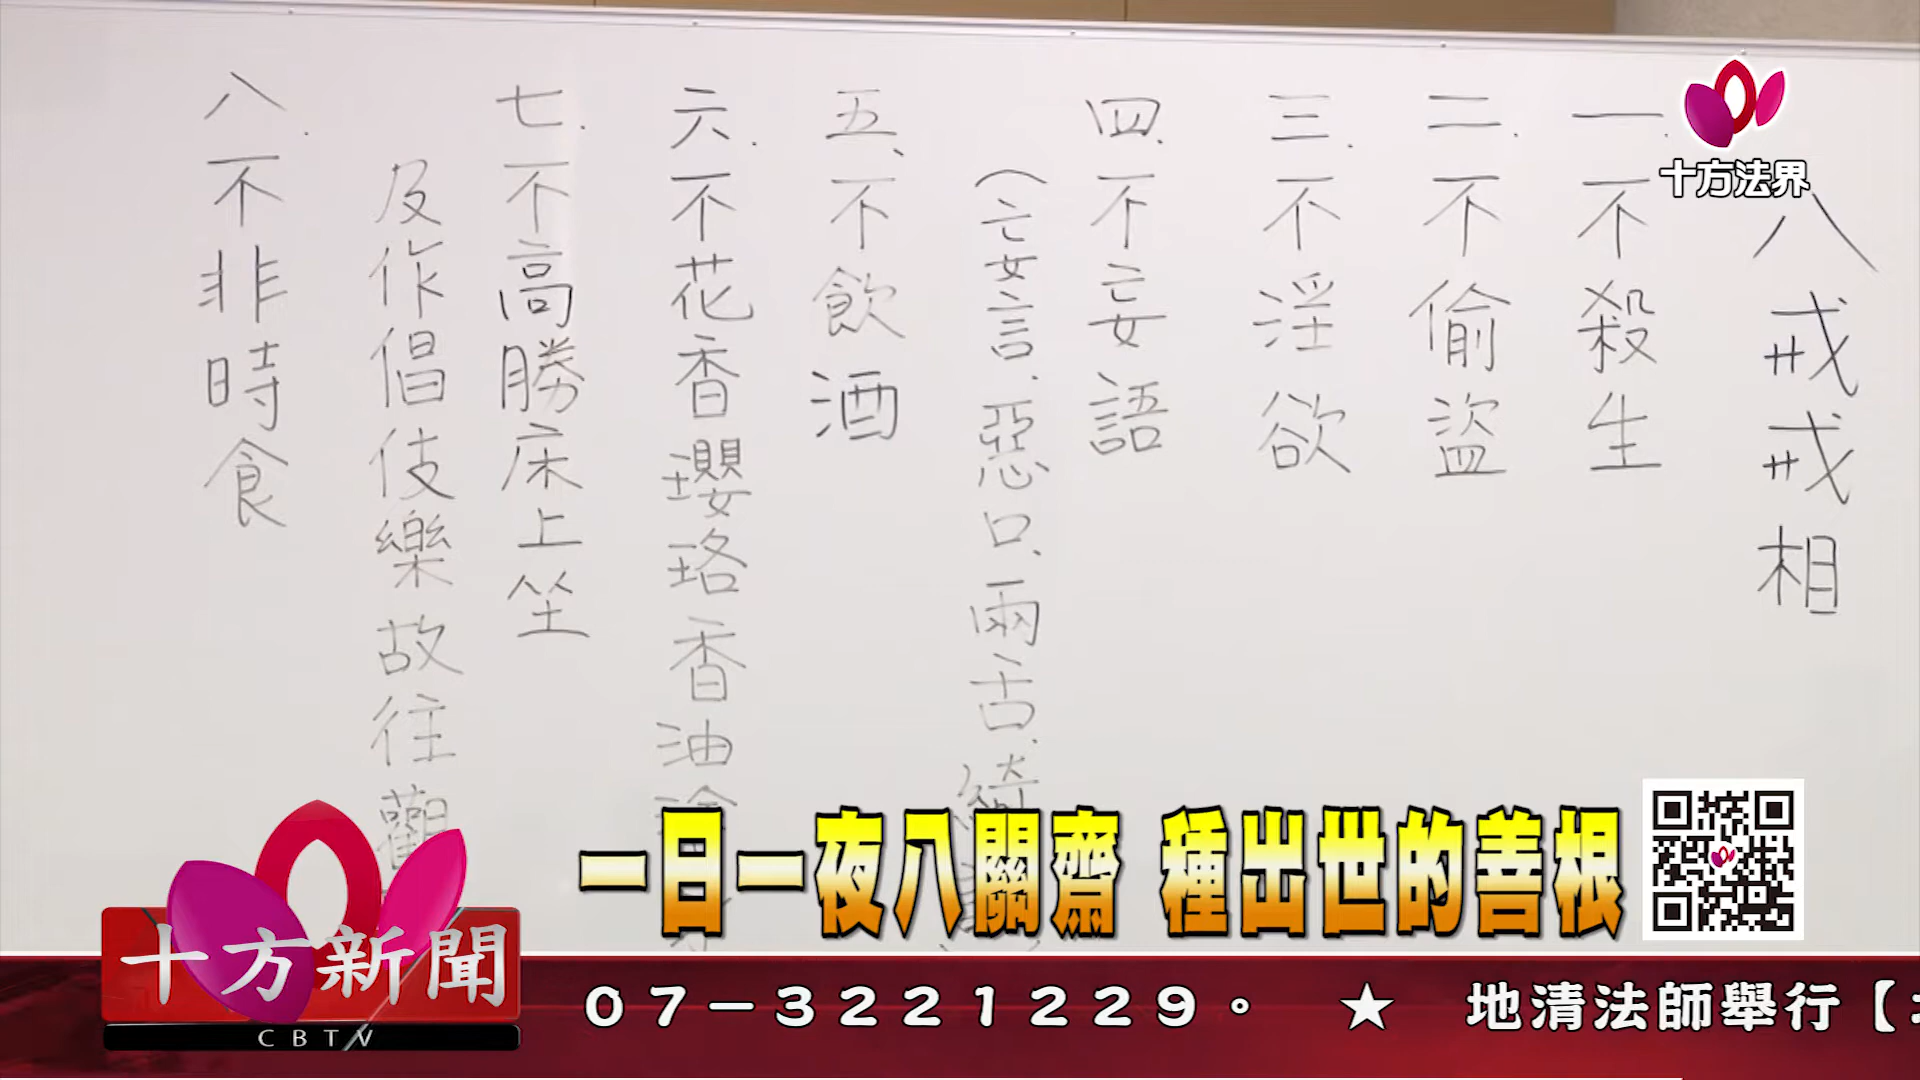 八戒戒相
一.不殺生
二.不偷盜
三.不淫欲
四.不妄語
(妄言.惡口.兩舌.綺
五、不飲酒
六.不花香瓔珞香油塗
七.不高勝床上坐
及作倡伎樂故往觀
八.不非時食
十方法界
一日一夜八關齋 種出世的善根
十方新聞
CBTV
07-3221229。 ★ 地清法師舉行【